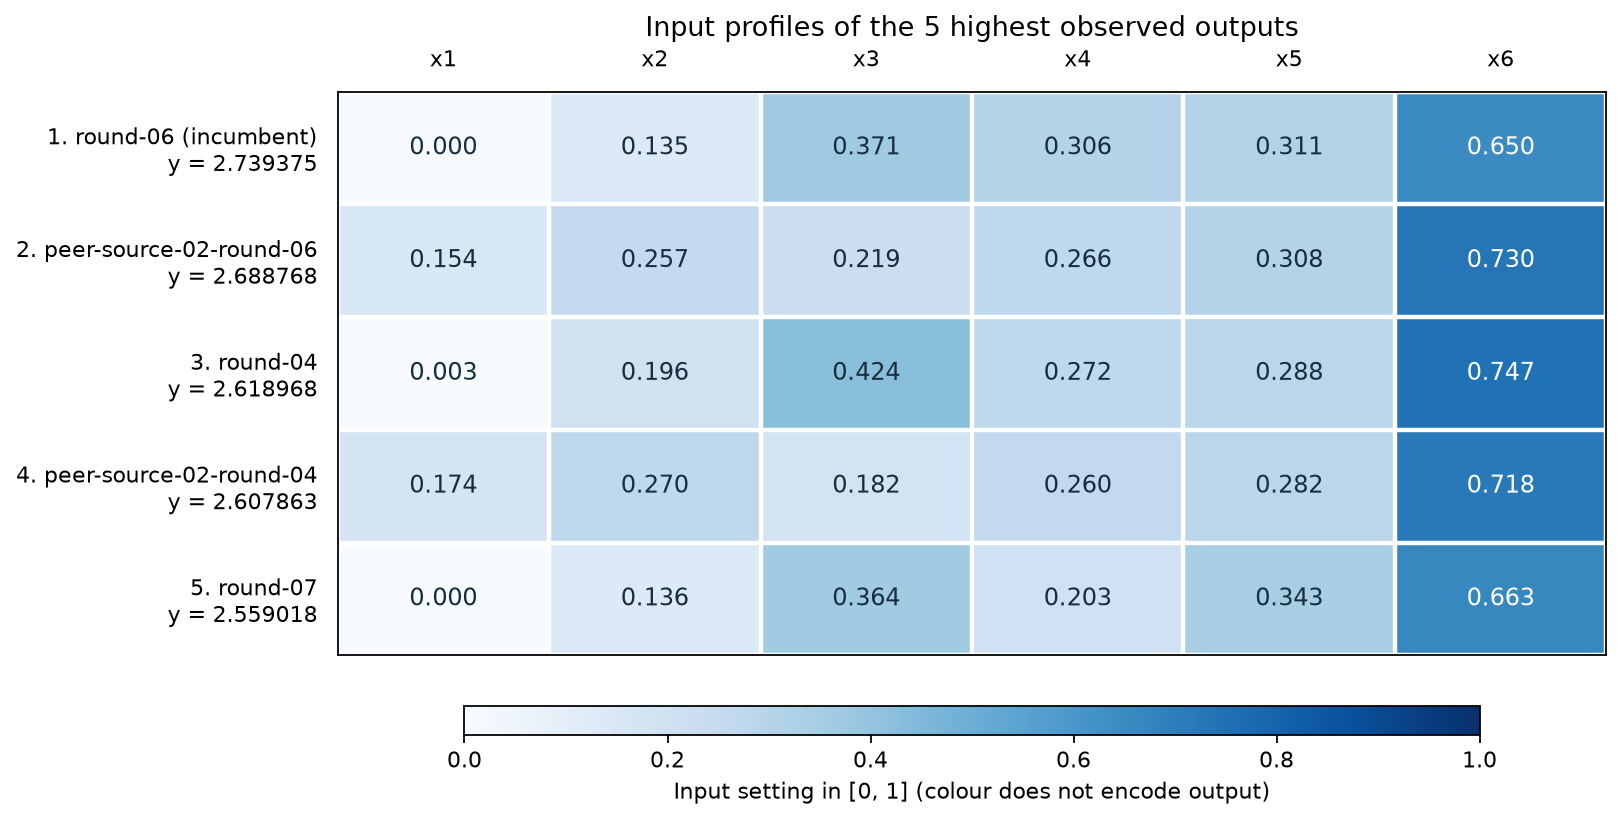 Input profiles of the 5 highest observed outputs
x1 x2 x3 x4 x5 x6
1. round-06 (incumbent)
y = 2.739375
0.000 0.135 0.371 0.306 0.311 0.650
2. peer-source-02-round-06
y = 2.688768
0.154 0.257 0.219 0.266 0.308 0.730
3. round-04
y = 2.618968
0.003 0.196 0.424 0.272 0.288 0.747
4. peer-source-02-round-04
y = 2.607863
0.174 0.270 0.182 0.260 0.282 0.718
5. round-07
y = 2.559018
0.000 0.136 0.364 0.203 0.343 0.663
0.0 0.2 0.4 0.6 0.8 1.0
Input setting in [0, 1] (colour does not encode output)